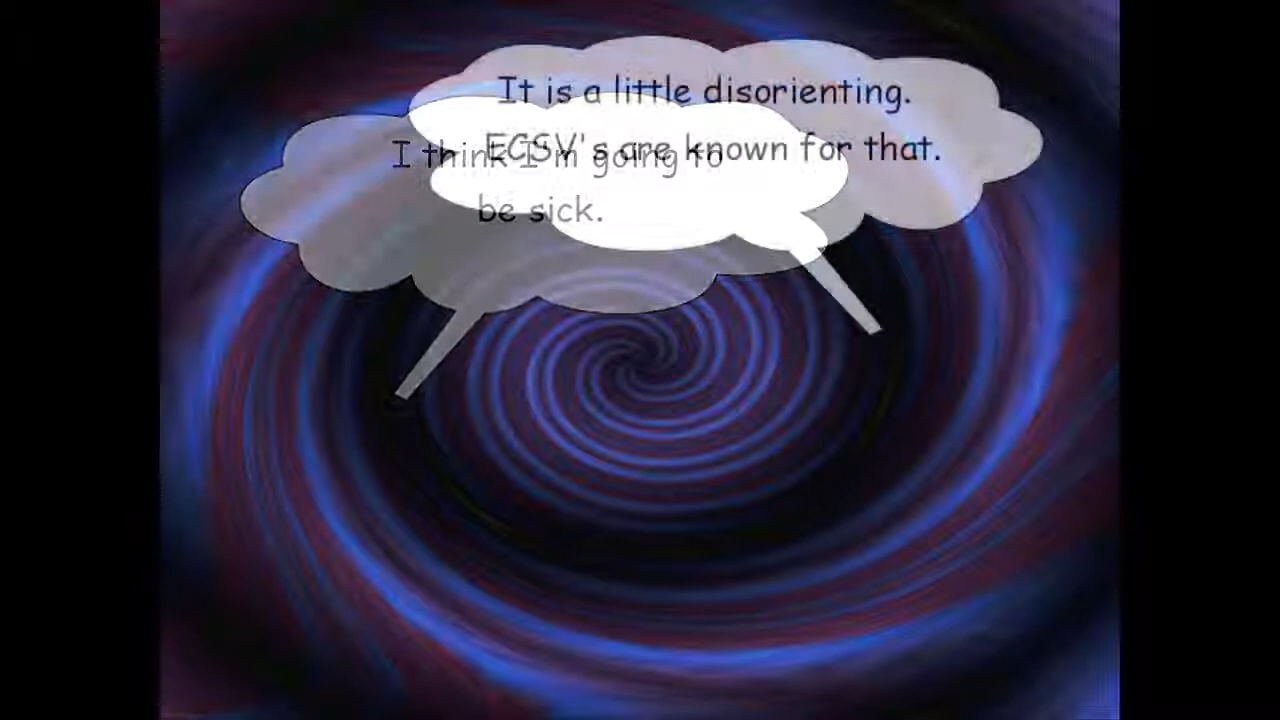 It is a little disorienting.
ECSV's are known for that.
I think I'm going to
be sick.